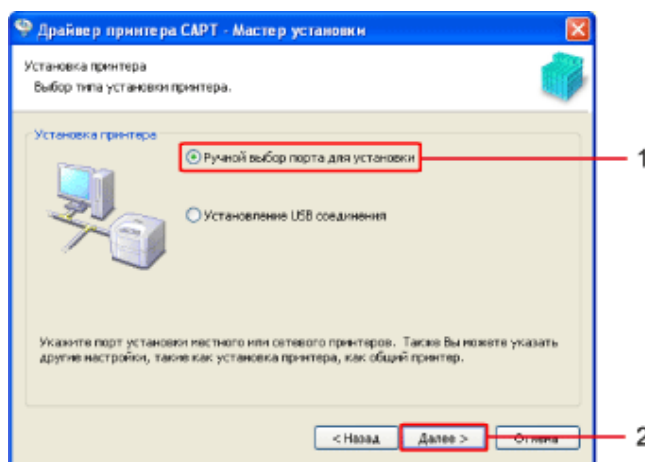 Драйвер принтера CAPT - Мастер установки
Установка принтера
Выбор типа установки принтера.
Установка принтера
Ручной выбор порта для установки
1
Установление USB соединения
Укажите порт установки местного или сетевого принтеров. Также Вы можете указать
другие настройки, такие как установка принтера, как общий принтер.
< Назад
Далее >
Отмена
2